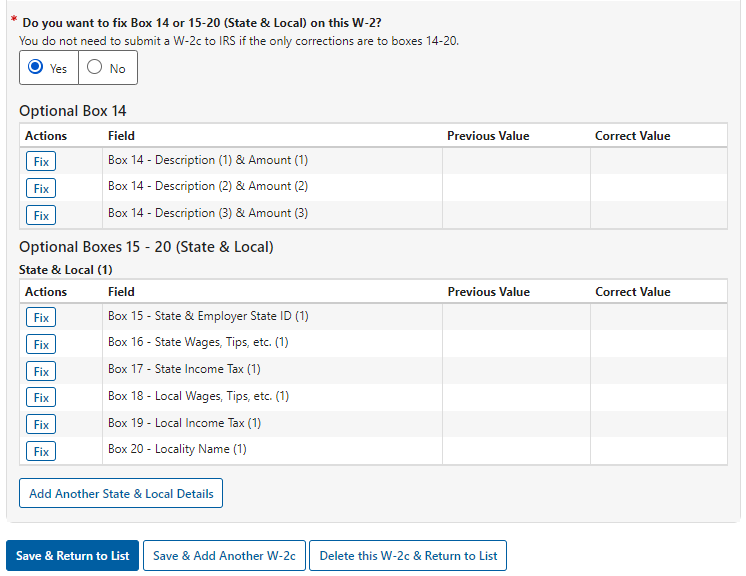 * Do you want to fix Box 14 or 15-20 (State & Local) on this W-2?
You do not need to submit a W-2c to IRS if the only corrections are to boxes 14-20.
Yes No
Optional Box 14
Actions Field Previous Value Correct Value
Fix Box 14 - Description (1) & Amount (1)
Fix Box 14 - Description (2) & Amount (2)
Fix Box 14 - Description (3) & Amount (3)
Optional Boxes 15 - 20 (State & Local)
State & Local (1)
Actions Field Previous Value Correct Value
Fix Box 15 - State & Employer State ID (1)
Fix Box 16 - State Wages, Tips, etc. (1)
Fix Box 17 - State Income Tax (1)
Fix Box 18 - Local Wages, Tips, etc. (1)
Fix Box 19 - Local Income Tax (1)
Fix Box 20 - Locality Name (1)
Add Another State & Local Details
Save & Return to List Save & Add Another W-2c Delete this W-2c & Return to List